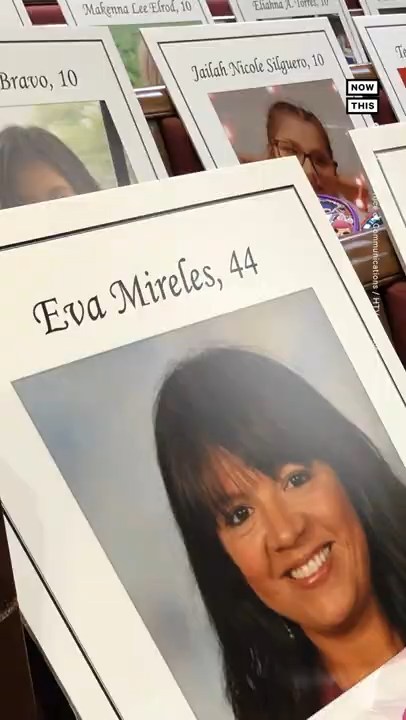 Makenna Lee Elrod, 10
Eliahna A. Torres, 10
Bravo, 10
Jailah Nicole Silguero, 10
NOW
THIS
Eva Mireles, 44